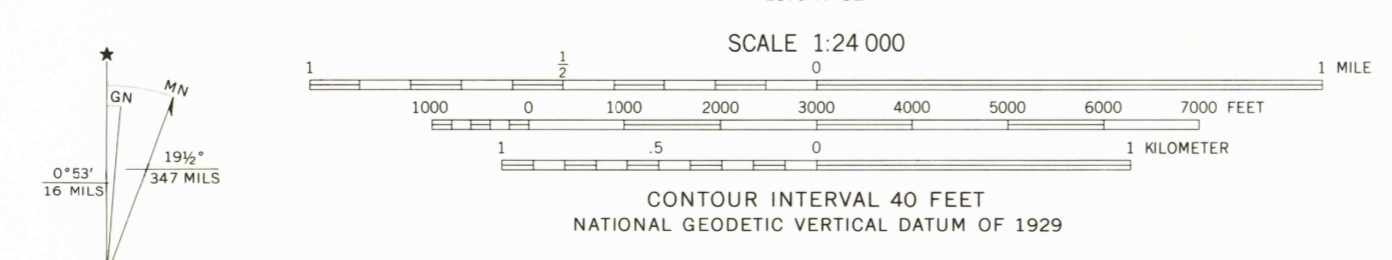 SCALE 1:24 000
1 1/2 0 1 MILE
1000 0 1000 2000 3000 4000 5000 6000 7000 FEET
1 .5 0 1 KILOMETER
CONTOUR INTERVAL 40 FEET
NATIONAL GEODETIC VERTICAL DATUM OF 1929
★
GN
MN
0°53′
16 MILS
19½°
347 MILS